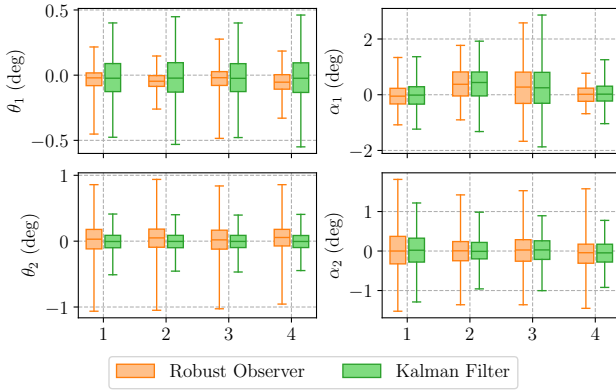 0.5
0.0
−0.5
θ1 (deg)
2
0
−2
α1 (deg)
1
0
−1
θ2 (deg)
1 2 3 4
1
0
−1
α2 (deg)
1 2 3 4
Robust Observer Kalman Filter